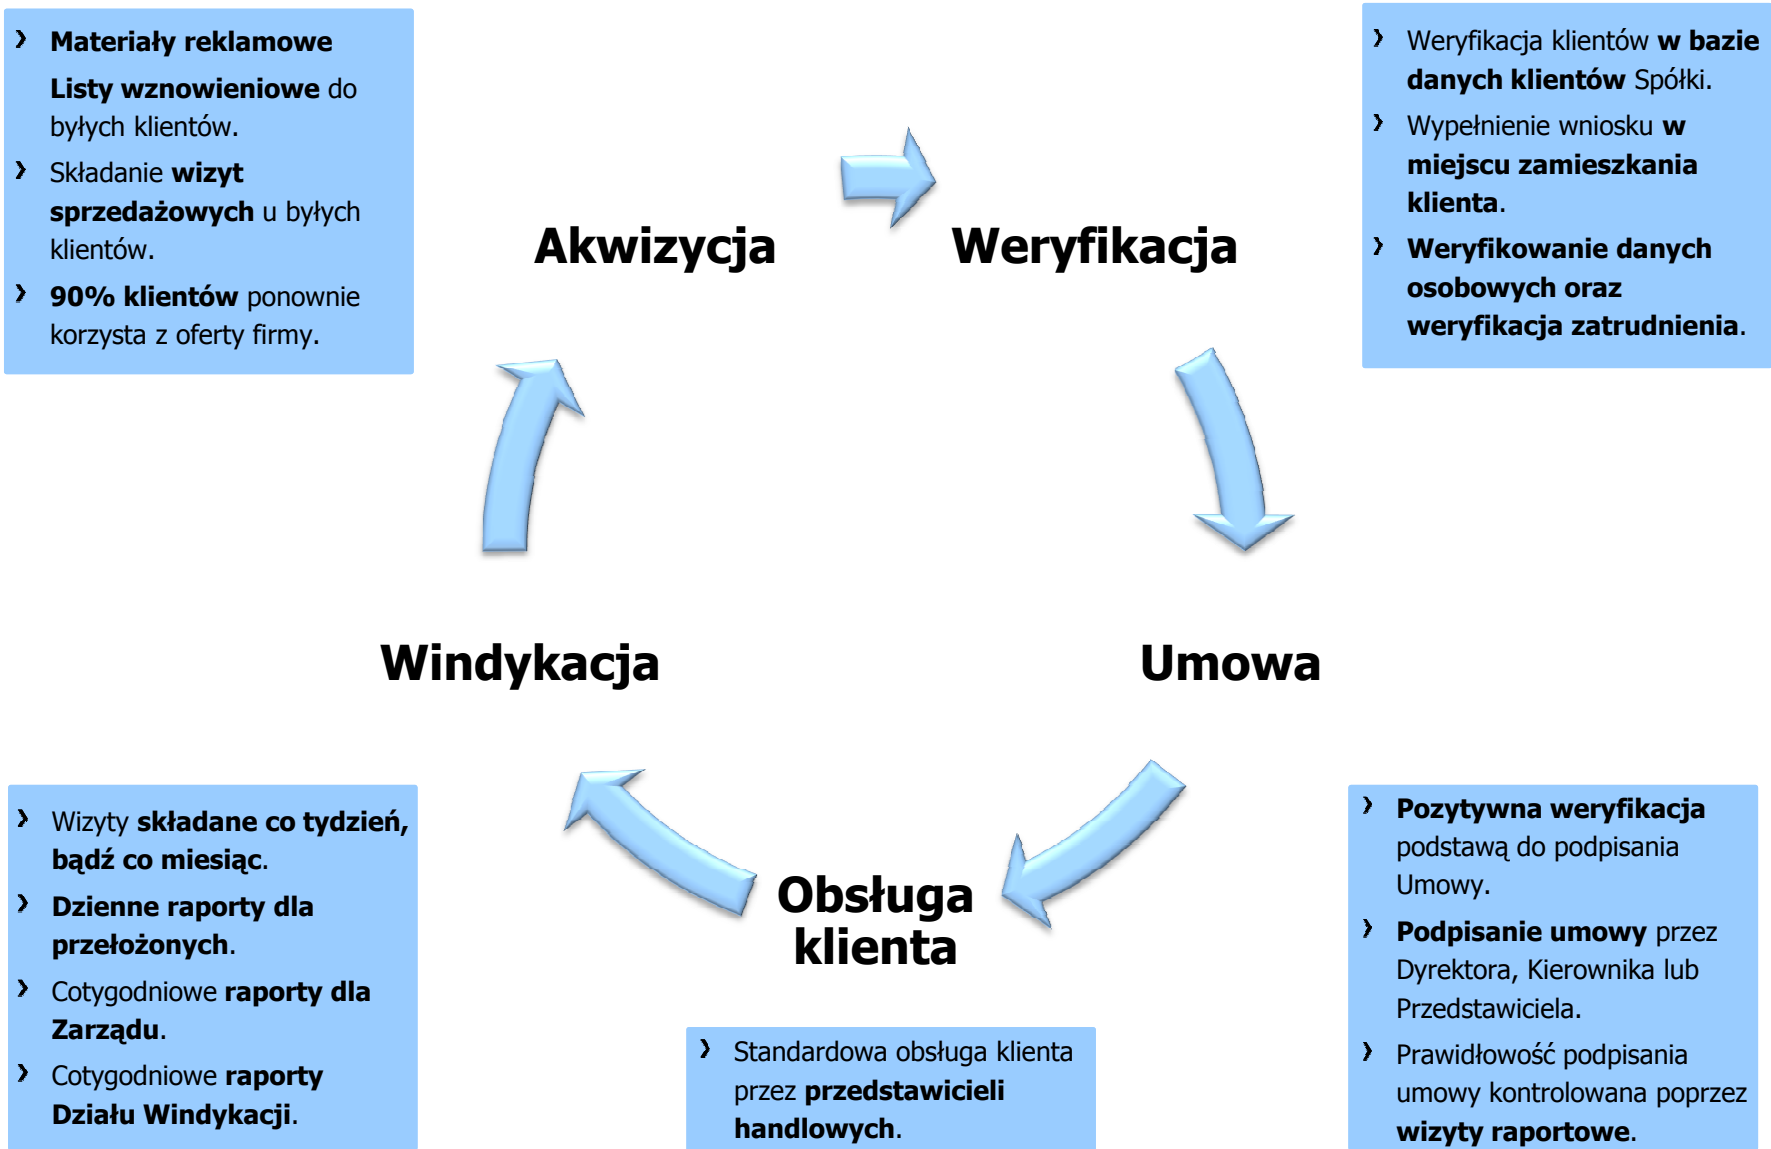 › Materiały reklamowe
Listy wznowieniowe do
byłych klientów.
› Składanie wizyt
sprzedażowych u byłych
klientów.
› 90% klientów ponownie
korzysta z oferty firmy.
Akwizycja
Weryfikacja
› Weryfikacja klientów w bazie
danych klientów Spółki.
› Wypełnienie wniosku w
miejscu zamieszkania
klienta.
› Weryfikowanie danych
osobowych oraz
weryfikacja zatrudnienia.
Windykacja
Umowa
› Wizyty składane co tydzień,
bądź co miesiąc.
› Dzienne raporty dla
przełożonych.
› Cotygodniowe raporty dla
Zarządu.
› Cotygodniowe raporty
Działu Windykacji.
Obsługa
klienta
› Standardowa obsługa klienta
przez przedstawicieli
handlowych.
› Pozytywna weryfikacja
podstawą do podpisania
Umowy.
› Podpisanie umowy przez
Dyrektora, Kierownika lub
Przedstawiciela.
› Prawidłowość podpisania
umowy kontrolowana poprzez
wizyty raportowe.